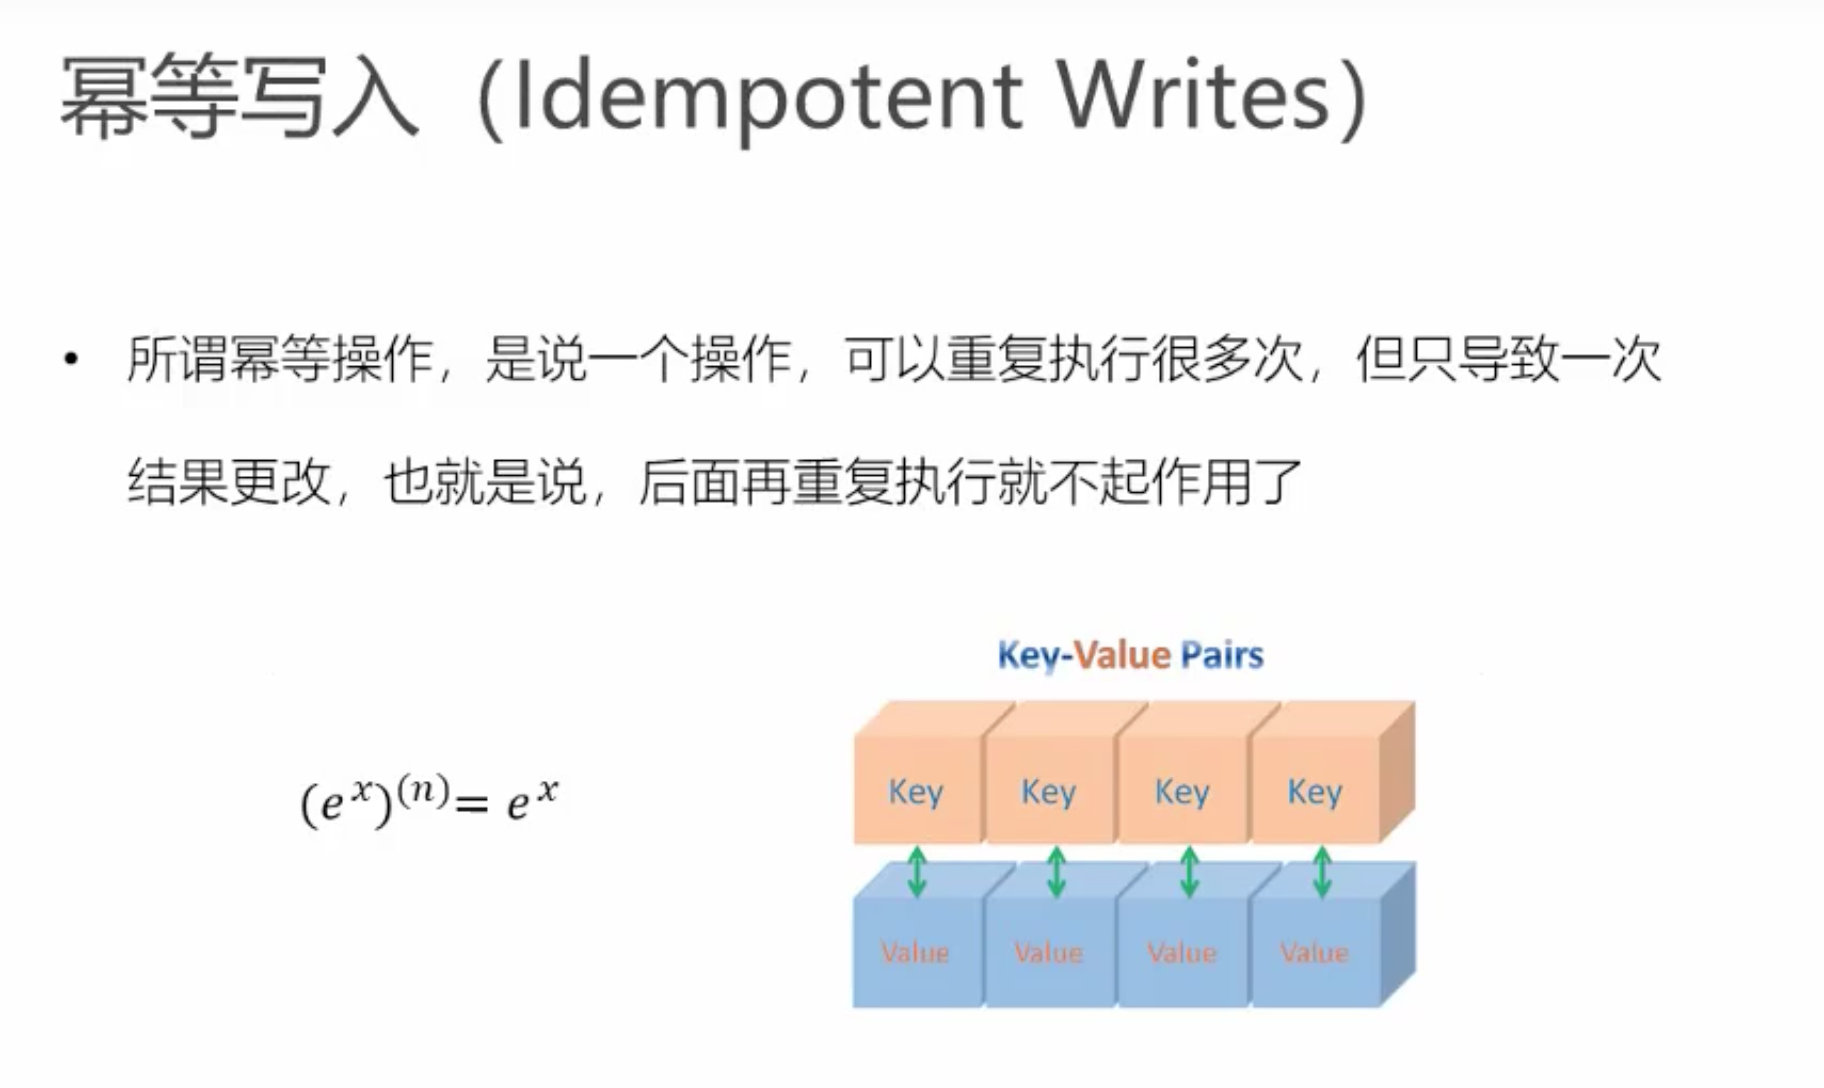 幂等写入（Idempotent Writes）
• 所谓幂等操作，是说一个操作，可以重复执行很多次，但只导致一次
结果更改，也就是说，后面再重复执行就不起作用了
Key-Value Pairs
(eˣ)⁽ⁿ⁾= eˣ
Key Key Key Key
Value Value Value Value